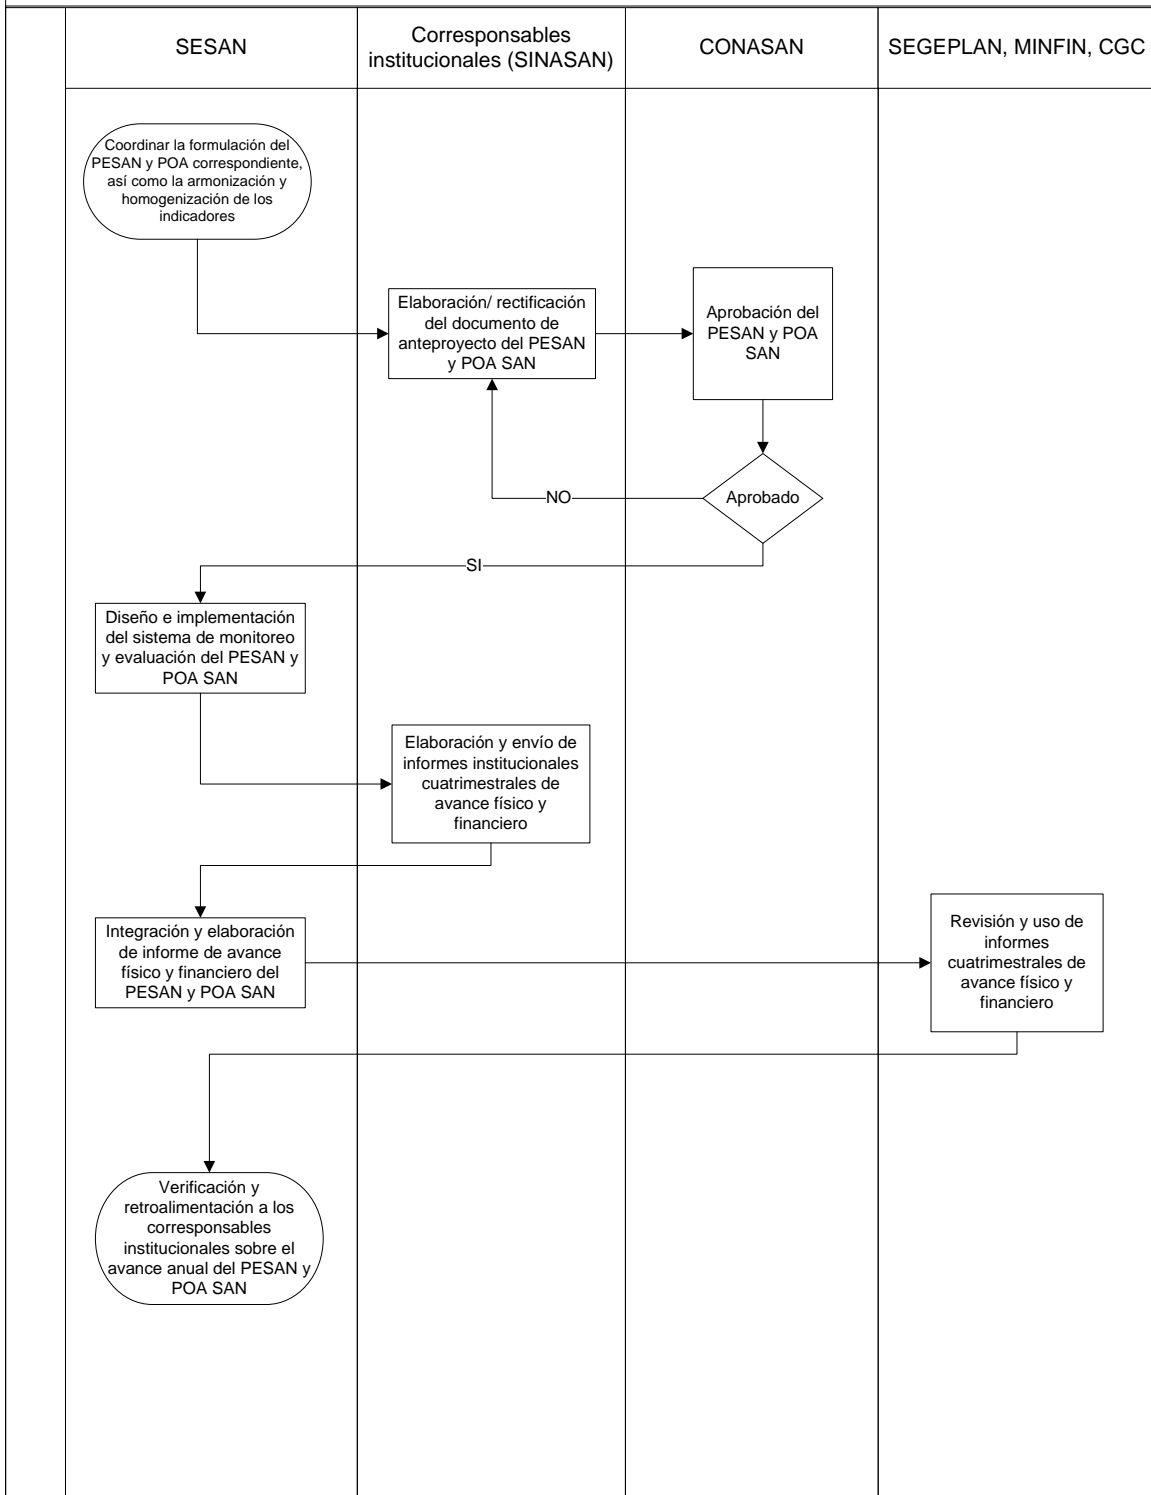 SESAN
Corresponsables
institucionales (SINASAN)
CONASAN
SEGEPLAN, MINFIN, CGC
Coordinar la formulación del
PESAN y POA correspondiente,
así como la armonización y
homogenización de los
indicadores
Elaboración/ rectificación
del documento de
anteproyecto del PESAN
y POA SAN
Aprobación del
PESAN y POA
SAN
Aprobado
NO
SI
Diseño e implementación
del sistema de monitoreo
y evaluación del PESAN y
POA SAN
Elaboración y envío de
informes institucionales
cuatrimestrales de
avance físico y
financiero
Integración y elaboración
de informe de avance
físico y financiero del
PESAN y POA SAN
Revisión y uso de
informes
cuatrimestrales de
avance físico y
financiero
Verificación y
retroalimentación a los
corresponsables
institucionales sobre el
avance anual del PESAN y
POA SAN